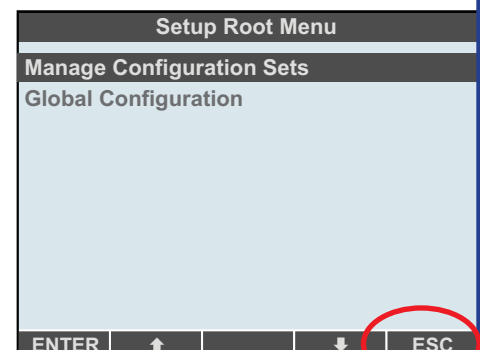 Setup Root Menu
Manage Configuration Sets
Global Configuration
ENTER ⬆ ⬇ ESC